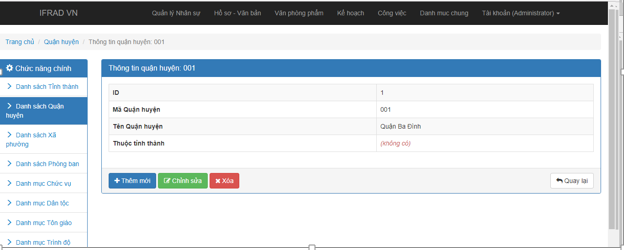 IFRAD VN Quản lý Nhân sự Hồ sơ - Văn bản Văn phòng phẩm Kế hoạch Công việc Danh muc chung Tài khoản (Administrator)
Trang chủ / Quận huyện / Thông tin quận huyện: 001
Chức năng chính
Danh sách Tỉnh thành
Danh sách Quận
huyện
Danh sách Xã
phường
Danh sách Phòng ban
Danh mục Chức vụ
Danh mục Dân tộc
Danh mục Tôn giáo
Danh mục Trình độ
Thông tin quận huyện: 001
ID 1
Mã Quận huyện 001
Tên Quận huyện Quận Ba Đình
Thuộc tỉnh thành (không có)
Thêm mới Chỉnh sửa Xóa Quay lại